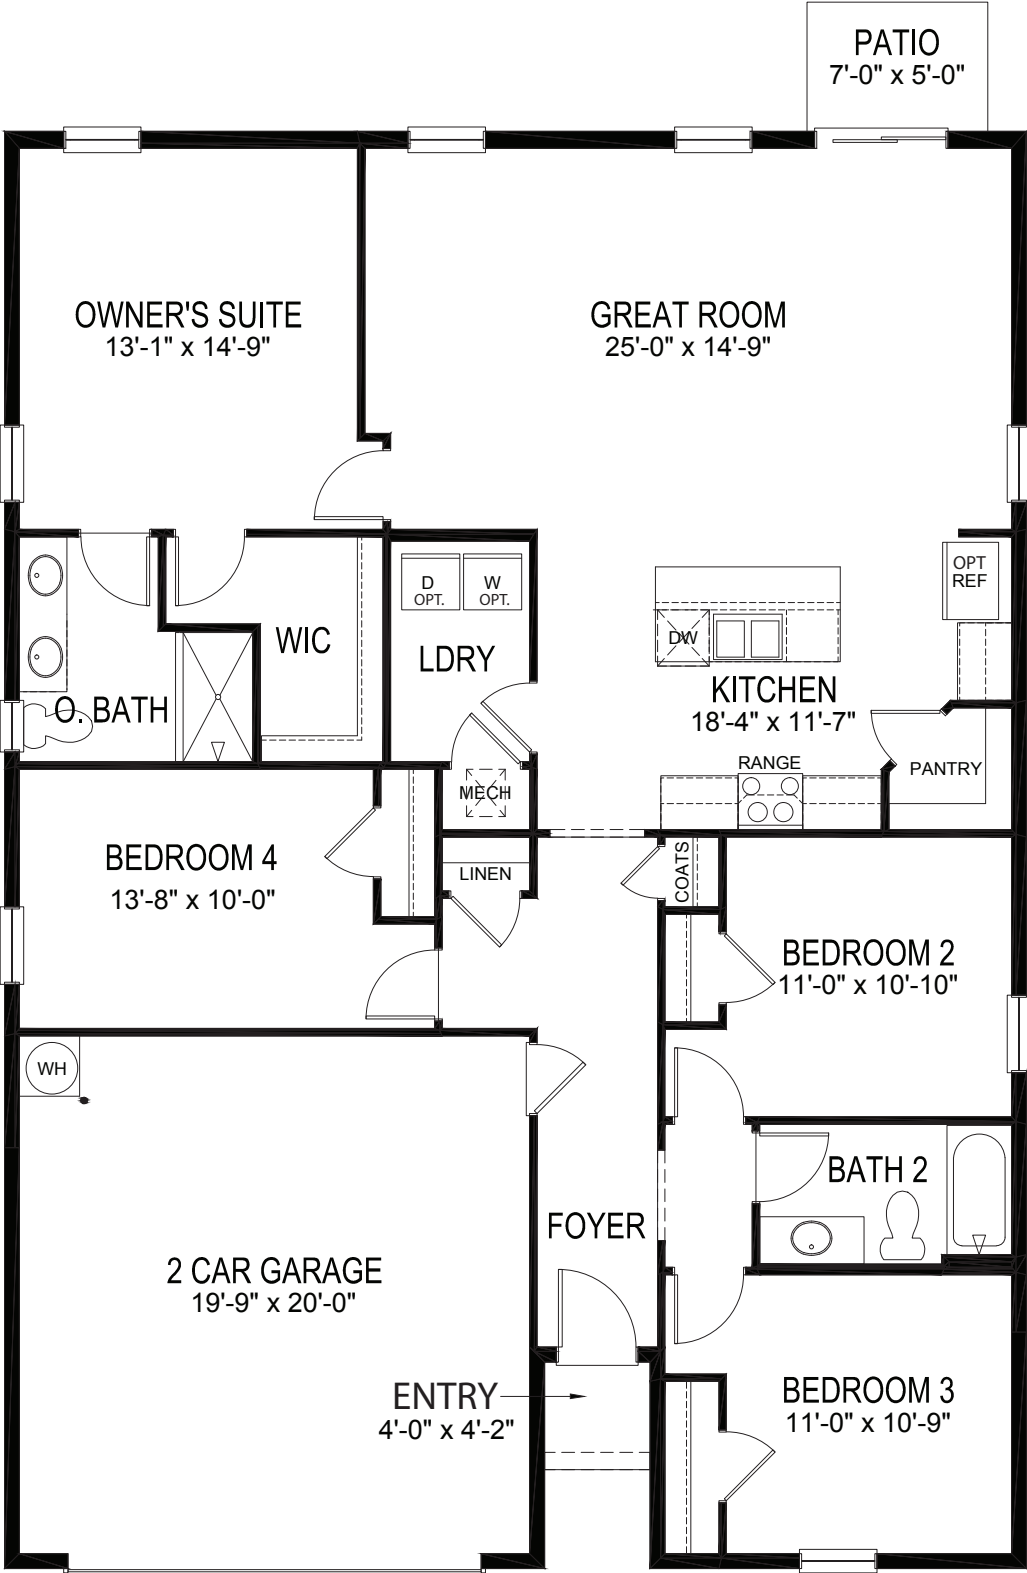 PATIO
7'-0" x 5'-0"
OWNER'S SUITE
13'-1" x 14'-9"
GREAT ROOM
25'-0" x 14'-9"
D
OPT.
W
OPT.
OPT
REF
WIC
LDRY
DW
O. BATH
KITCHEN
18'-4" x 11'-7"
RANGE
PANTRY
MECH
BEDROOM 4
13'-8" x 10'-0"
LINEN
COATS
BEDROOM 2
11'-0" x 10'-10"
WH
BATH 2
FOYER
2 CAR GARAGE
19'-9" x 20'-0"
ENTRY
4'-0" x 4'-2"
BEDROOM 3
11'-0" x 10'-9"